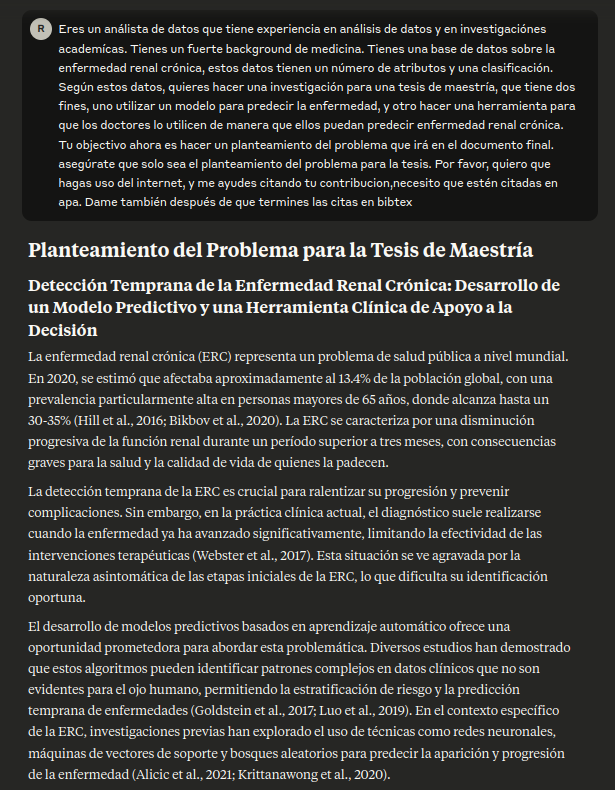 R
Eres un análista de datos que tiene experiencia en análisis de datos y en investigaciónes
academícas. Tienes un fuerte background de medicina. Tienes una base de datos sobre la
enfermedad renal crónica, estos datos tienen un número de atributos y una clasificación.
Según estos datos, quieres hacer una investigación para una tesis de maestría, que tiene dos
fines, uno utilizar un modelo para predecir la enfermedad, y otro hacer una herramienta para
que los doctores lo utilicen de manera que ellos puedan predecir enfermedad renal crónica.
Tu objectivo ahora es hacer un planteamiento del problema que irá en el documento final.
asegúrate que solo sea el planteamiento del problema para la tesis. Por favor, quiero que
hagas uso del internet, y me ayudes citando tu contribucion,necesito que estén citadas en
apa. Dame también después de que termines las citas en bibtex
Planteamiento del Problema para la Tesis de Maestría
Detección Temprana de la Enfermedad Renal Crónica: Desarrollo de
un Modelo Predictivo y una Herramienta Clínica de Apoyo a la
Decisión
La enfermedad renal crónica (ERC) representa un problema de salud pública a nivel mundial.
En 2020, se estimó que afectaba aproximadamente al 13.4% de la población global, con una
prevalencia particularmente alta en personas mayores de 65 años, donde alcanza hasta un
30-35% (Hill et al., 2016; Bikbov et al., 2020). La ERC se caracteriza por una disminución
progresiva de la función renal durante un período superior a tres meses, con consecuencias
graves para la salud y la calidad de vida de quienes la padecen.
La detección temprana de la ERC es crucial para ralentizar su progresión y prevenir
complicaciones. Sin embargo, en la práctica clínica actual, el diagnóstico suele realizarse
cuando la enfermedad ya ha avanzado significativamente, limitando la efectividad de las
intervenciones terapéuticas (Webster et al., 2017). Esta situación se ve agravada por la
naturaleza asintomática de las etapas iniciales de la ERC, lo que dificulta su identificación
oportuna.
El desarrollo de modelos predictivos basados en aprendizaje automático ofrece una
oportunidad prometedora para abordar esta problemática. Diversos estudios han demostrado
que estos algoritmos pueden identificar patrones complejos en datos clínicos que no son
evidentes para el ojo humano, permitiendo la estratificación de riesgo y la predicción
temprana de enfermedades (Goldstein et al., 2017; Luo et al., 2019). En el contexto específico
de la ERC, investigaciones previas han explorado el uso de técnicas como redes neuronales,
máquinas de vectores de soporte y bosques aleatorios para predecir la aparición y progresión
de la enfermedad (Alicic et al., 2021; Krittanawong et al., 2020).